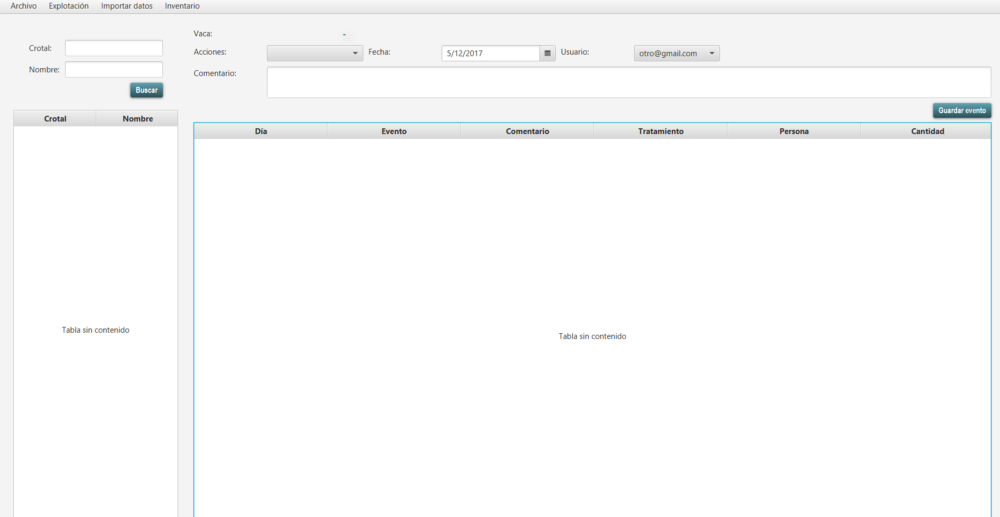 Archivo Explotación Importar datos Inventario
Crotal:
Nombre:
Buscar
Crotal Nombre
Tabla sin contenido
Vaca: -
Acciones: Fecha: 5/12/2017 Usuario: otro@gmail.com
Comentario:
Guardar evento
Día Evento Comentario Tratamiento Persona Cantidad
Tabla sin contenido